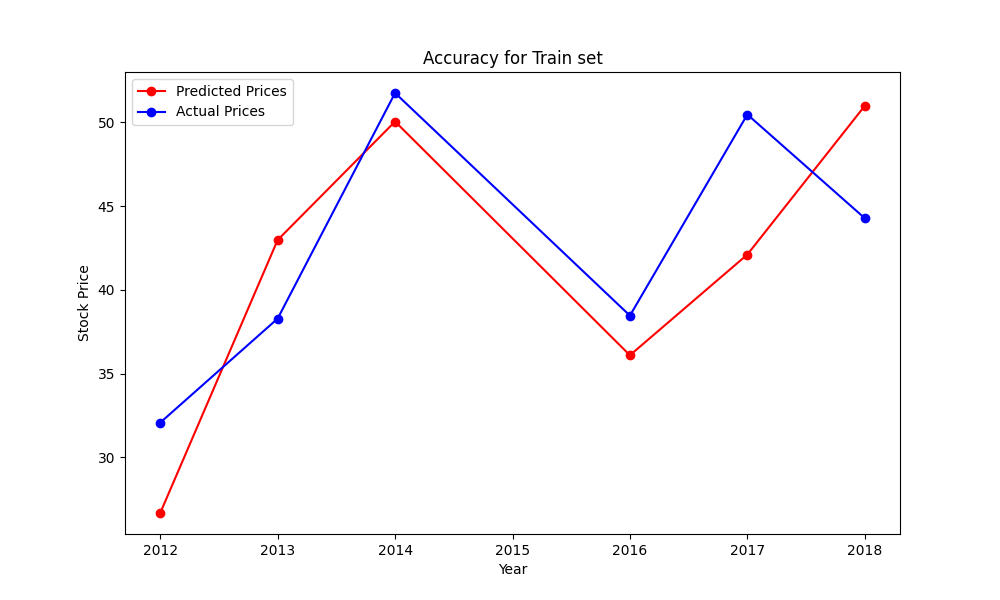 Accuracy for Train set
Predicted Prices
Actual Prices
50
45
40
35
30
Stock Price
2012 2013 2014 2015 2016 2017 2018
Year